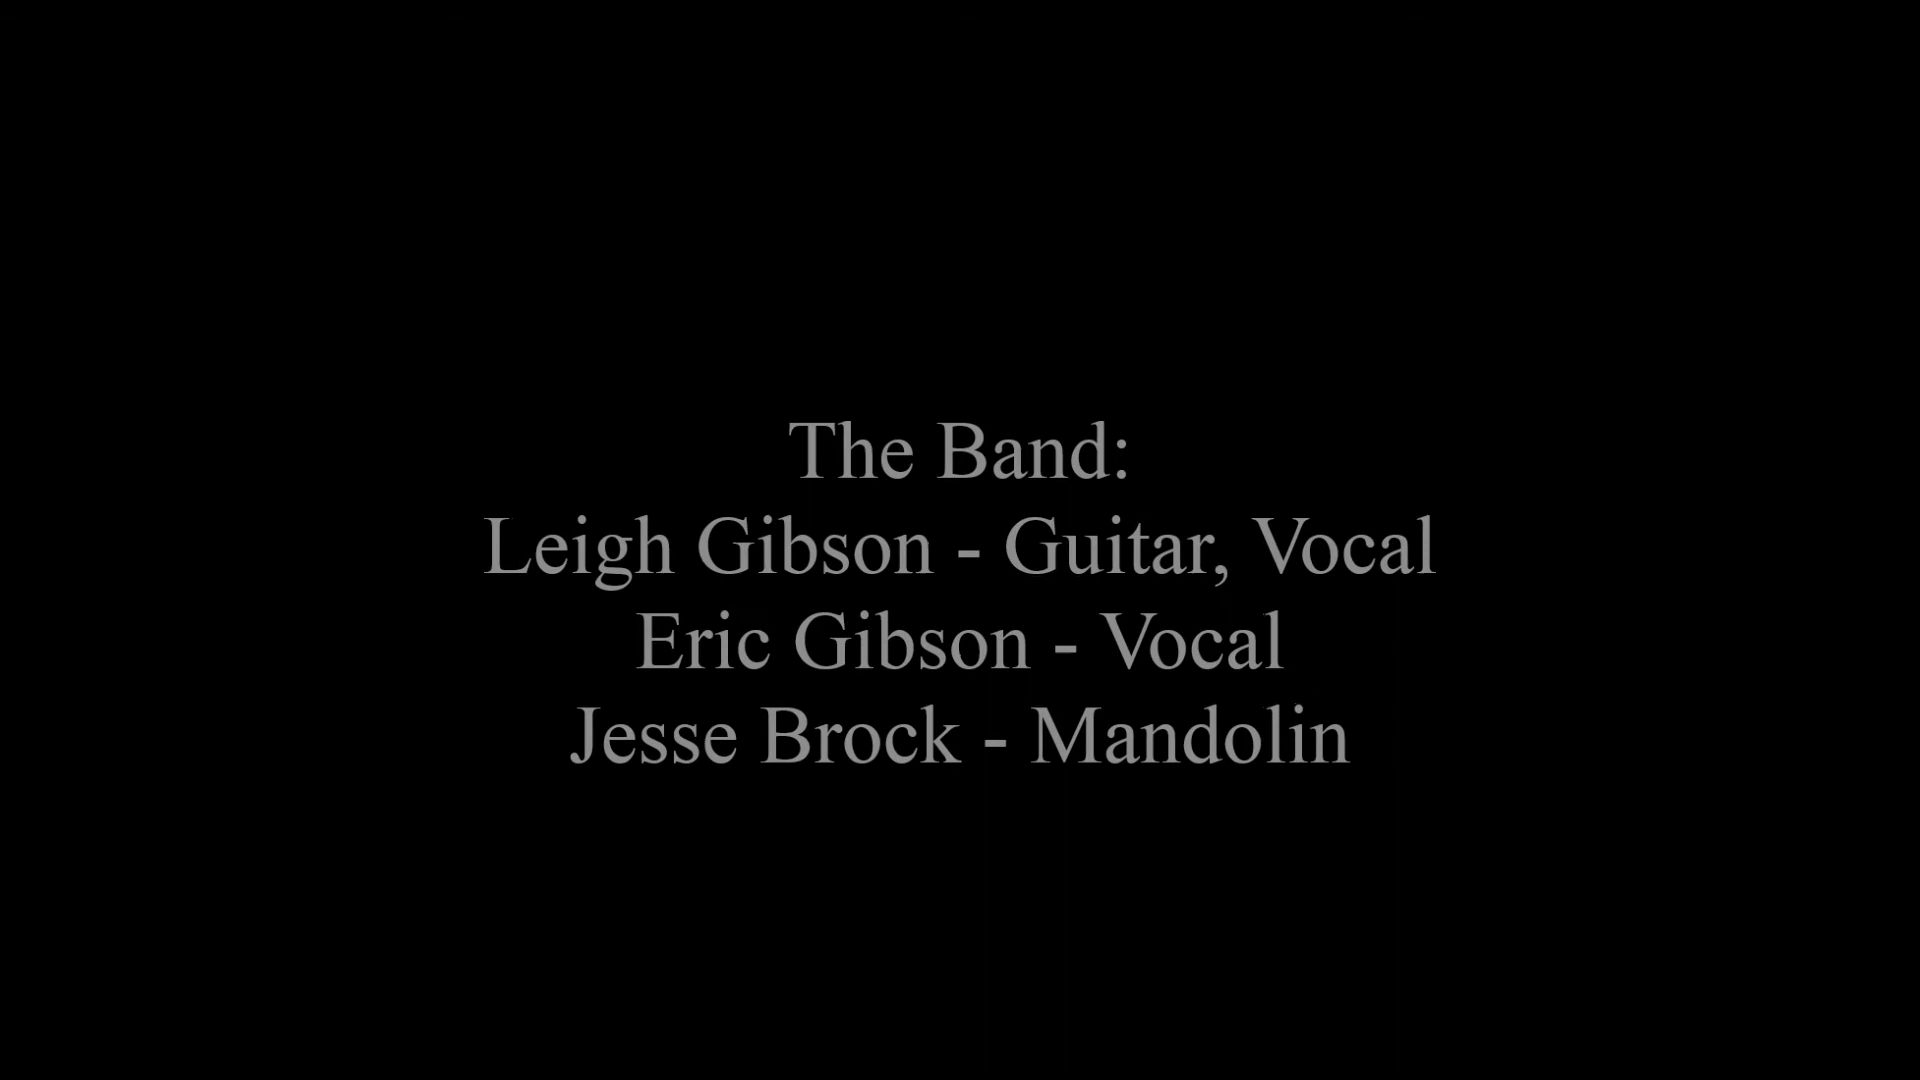 The Band:
Leigh Gibson - Guitar, Vocal
Eric Gibson - Vocal
Jesse Brock - Mandolin